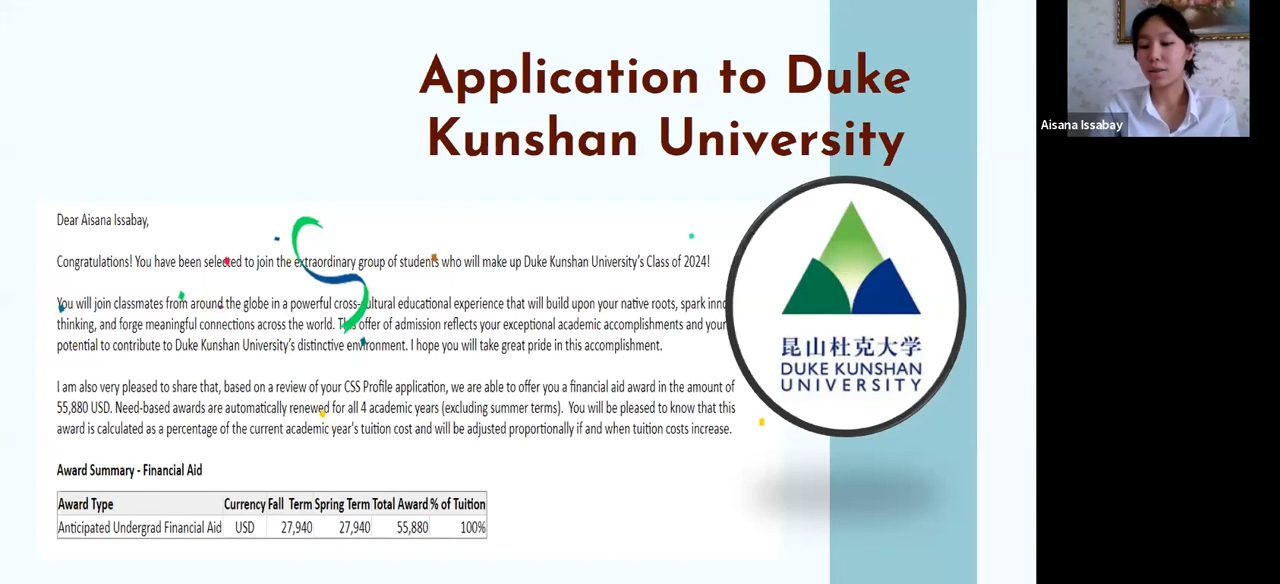 Application to Duke
Kunshan University
Aisana Issabay
Dear Aisana Issabay,
Congratulations! You have been selected to join the extraordinary group of students who will make up Duke Kunshan University's Class of 2024!
You will join classmates from around the globe in a powerful cross-cultural educational experience that will build upon your native roots, spark
thinking, and forge meaningful connections across the world. This offer of admission reflects your exceptional academic accomplishments and your
potential to contribute to Duke Kunshan University's distinctive environment. I hope you will take great pride in this accomplishment.
I am also very pleased to share that, based on a review of your CSS Profile application, we are able to offer you a financial aid award in the amount of
55,880 USD. Need-based awards are automatically renewed for all 4 academic years (excluding summer terms). You will be pleased to know that this
award is calculated as a percentage of the current academic year's tuition cost and will be adjusted proportionally if and when tuition costs increase.
Award Summary - Financial Aid
Award Type Currency Fall Term Spring Term Total Award % of Tuition
Anticipated Undergrad Financial Aid USD 27,940 27,940 55,880 100%
昆山杜克大学
DUKE KUNSHAN
UNIVERSITY